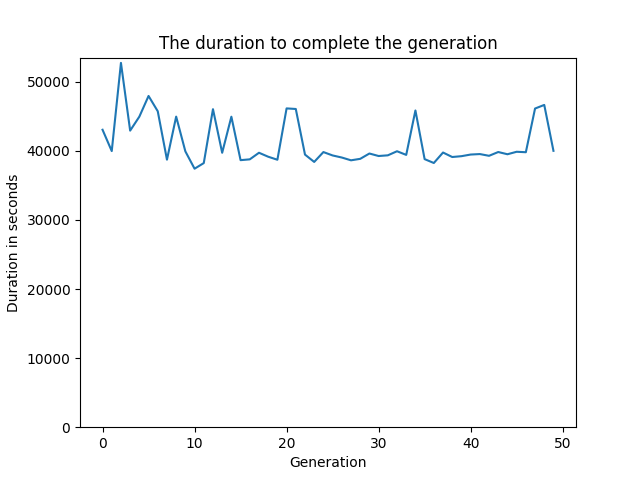 The duration to complete the generation
Duration in seconds
50000
40000
30000
20000
10000
0
0 10 20 30 40 50
Generation